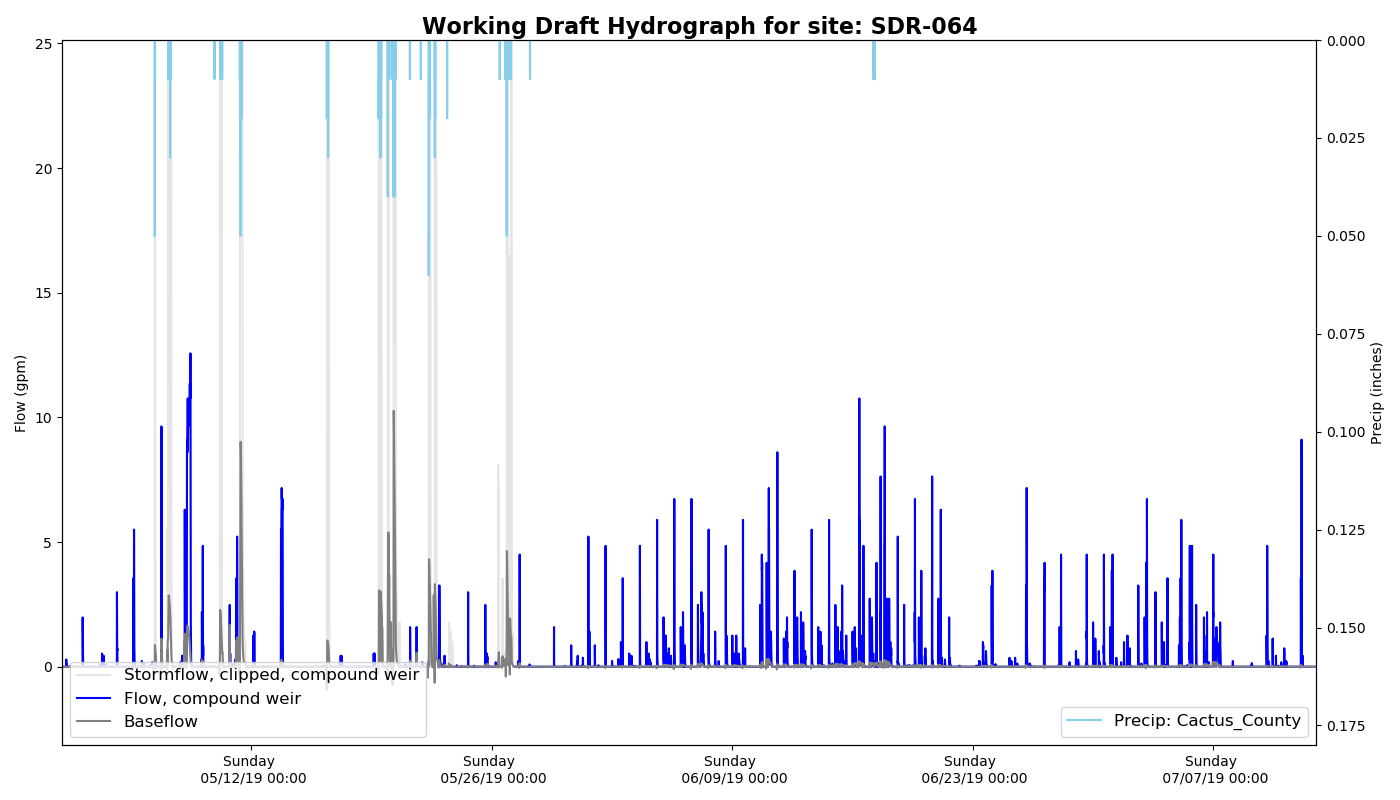 Working Draft Hydrograph for site: SDR-064
25
20
15
10
5
0
Flow (gpm)
0.000
0.025
0.050
0.075
0.100
0.125
0.150
0.175
Precip (inches)
Stormflow, clipped, compound weir
Flow, compound weir
Baseflow
Precip: Cactus_County
Sunday
05/12/19 00:00
Sunday
05/26/19 00:00
Sunday
06/09/19 00:00
Sunday
06/23/19 00:00
Sunday
07/07/19 00:00